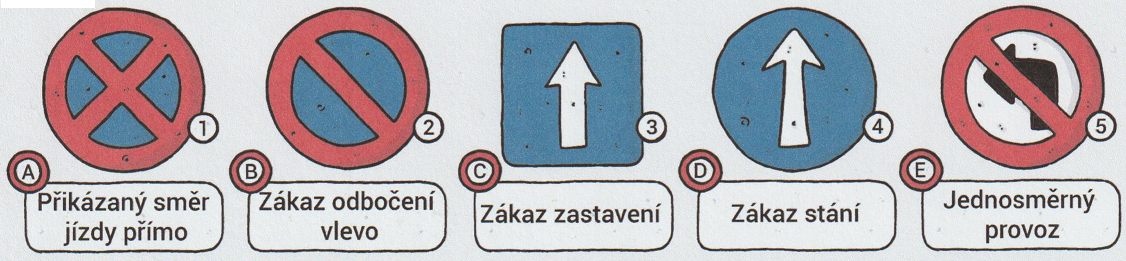 1
2
3
4
5
A
B
C
D
E
Přikázaný směr
jízdy přímo
Zákaz odbočení
vlevo
Zákaz zastavení
Zákaz stání
Jednosměrný
provoz